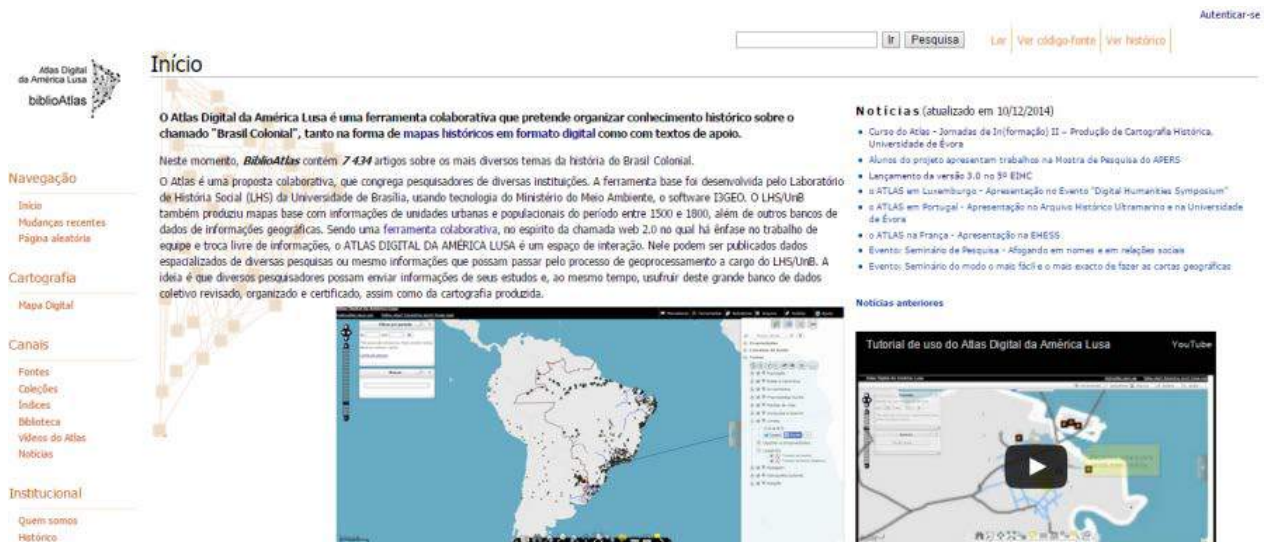 Autenticar-se
Ir Pesquisa Ler Ver código-fonte Ver histórico
Atlas Digital
da América Lusa
biblioAtlas
Navegação
Início
Mudanças recentes
Página aleatória
Cartografia
Mapa Digital
Canais
Fontes
Coleções
Índices
Biblioteca
Vídeos do Atlas
Notícias
Institucional
Quem somos
Histórico
Início
O Atlas Digital da América Lusa é uma ferramenta colaborativa que pretende organizar conhecimento histórico sobre o
chamado "Brasil Colonial", tanto na forma de mapas históricos em formato digital como com textos de apoio.
Neste momento, BiblioAtlas contém 7 434 artigos sobre os mais diversos temas da história do Brasil Colonial.
O Atlas é uma proposta colaborativa, que congrega pesquisadores de diversas instituições. A ferramenta base foi desenvolvida pelo Laboratório
de História Social (LHS) da Universidade de Brasília, usando tecnologia do Ministério do Meio Ambiente, o software I3GEO. O LHS/UnB
também produziu mapas base com informações de unidades urbanas e populacionais do período entre 1500 e 1800, além de outros bancos de
dados de informações geográficas. Sendo uma ferramenta colaborativa, no espírito da chamada web 2.0 no qual há ênfase no trabalho de
equipe e troca livre de informações, o ATLAS DIGITAL DA AMÉRICA LUSA é um espaço de interação. Nele podem ser publicados dados
espacializados de diversas pesquisas ou mesmo informações que possam passar pelo processo de geoprocessamento a cargo do LHS/UnB. A
ideia é que diversos pesquisadores possam enviar informações de seus estudos e, ao mesmo tempo, usufruir deste grande banco de dados
coletivo revisado, organizado e certificado, assim como da cartografia produzida.
Notícias (atualizado em 10/12/2014)
Curso do Atlas - Jornadas de In(formação) II – Produção de Cartografia Histórica,
Universidade de Évora
Alunos do projeto apresentam trabalhos na Mostra de Pesquisa do APERS
Lançamento da versão 3.0 no 5º EIHC
o ATLAS em Luxemburgo - Apresentação no Evento "Digital Humanities Symposium"
o ATLAS em Portugal - Apresentação no Arquivo Histórico Ultramarino e na Universidade
de Évora
o ATLAS na França - Apresentação na EHESS
Evento: Seminário de Pesquisa - Afogando em nomes e em relações sociais
Evento: Seminário do modo o mais fácil e o mais exacto de fazer as cartas geográficas
Notícias anteriores
Tutorial de uso do Atlas Digital da América Lusa YouTube